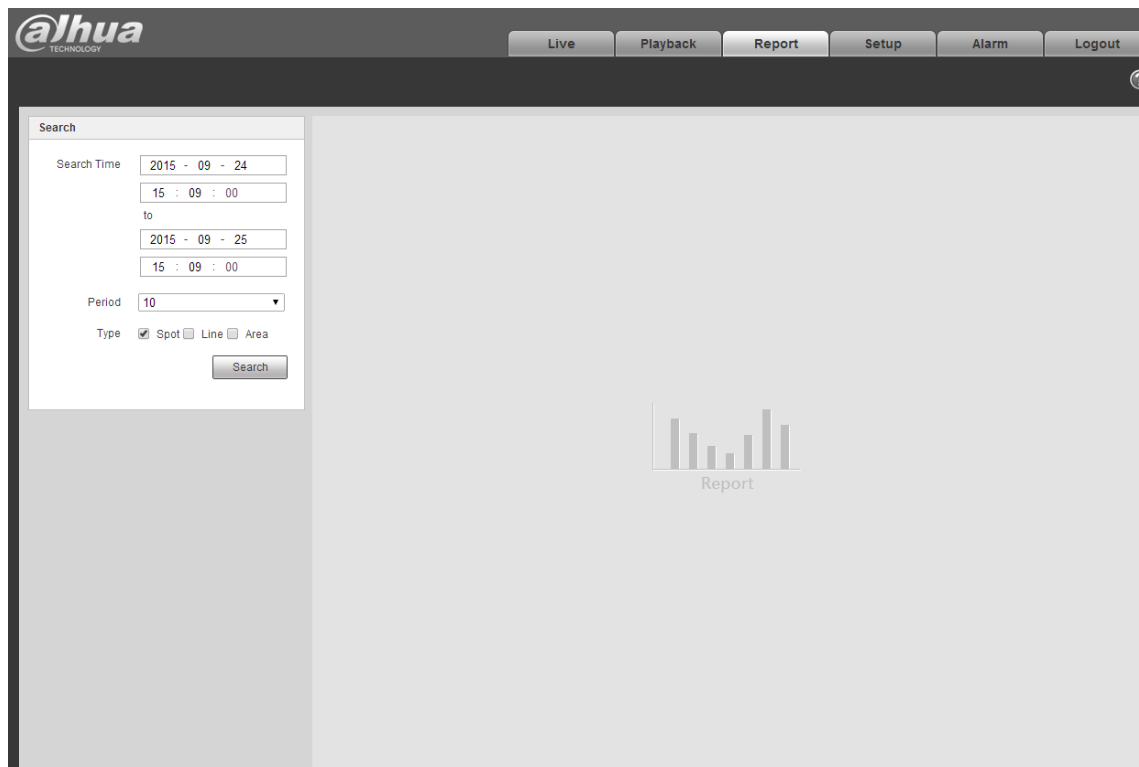 alhua
TECHNOLOGY
Live Playback Report Setup Alarm Logout
?
Search
Search Time 2015 - 09 - 24
15 : 09 : 00
to
2015 - 09 - 25
15 : 09 : 00
Period 10
Type Spot Line Area
Search
Report